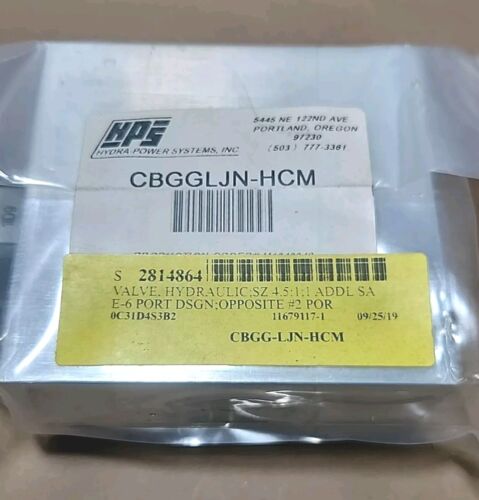 HPS
HYDRA-POWER SYSTEMS, INC
5445 NE 122ND AVE
PORTLAND, OREGON
97230
(503) 777-3361
CBGGLJN-HCM
S 2814864
VALVE, HYDRAULIC;SZ 4.5:1;1 ADDL SA
E-6 PORT DSGN;OPPOSITE #2 POR
0C31D4S3B2 11679117-1 09/25/19
CBGG-LJN-HCM